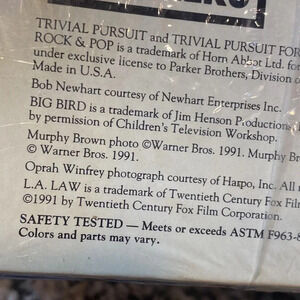 TRIVIAL PURSUIT and TRIVIAL PURSUIT FOR
ROCK & POP is a trademark of Horn Abbot Ltd. for
under exclusive license to Parker Brothers, Division o
Made in U.S.A.
Bob Newhart courtesy of Newhart Enterprises Inc.
BIG BIRD is a trademark of Jim Henson Productions,
by permission of Children's Television Workshop.
Murphy Brown photo ©Warner Bros. 1991. Murphy Br
© Warner Bros. 1991.
Oprah Winfrey photograph courtesy of Harpo, Inc. All
L.A. LAW is a trademark of Twentieth Century Fox Film
©1991 by Twentieth Century Fox Film Corporation.
SAFETY TESTED — Meets or exceeds ASTM F963-8
Colors and parts may vary.